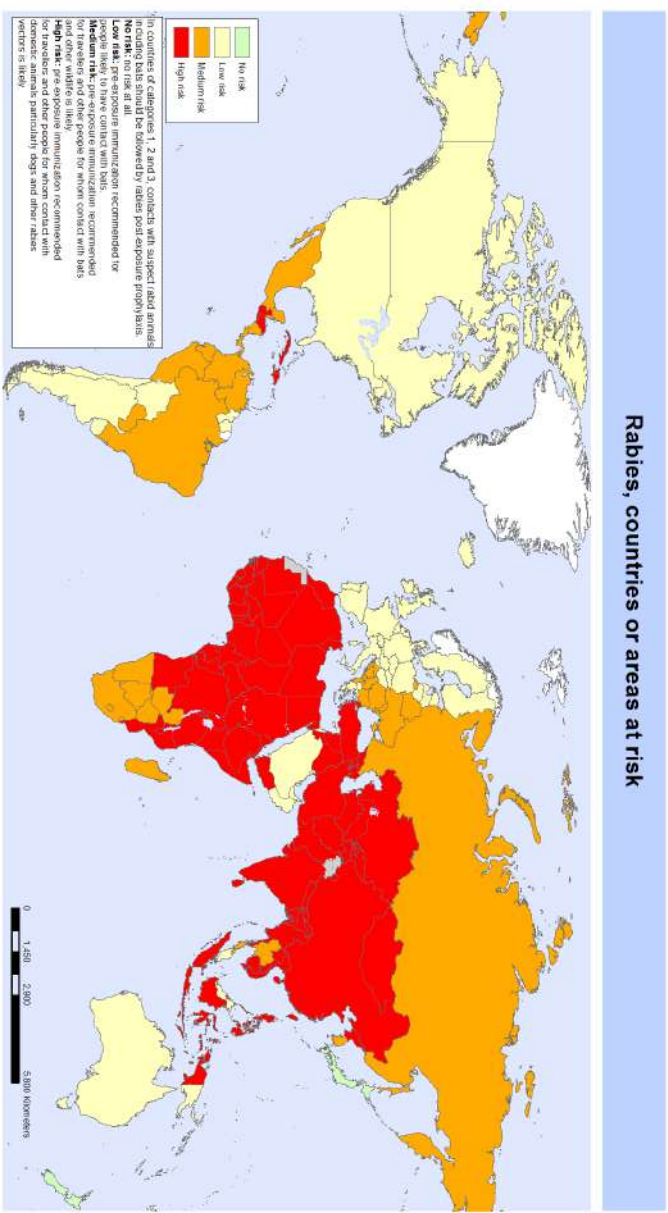 Rabies, countries or areas at risk
No risk
Low risk
Medium risk
High risk
In countries of categories 1, 2 and 3, contacts with suspect rabid animals
including bats should be followed by rabies post-exposure prophylaxis.
No risk: no risk at all.
Low risk: pre-exposure immunization recommended for
people likely to have contact with bats.
Medium risk: pre-exposure immunization recommended
for travellers and other people for whom contact with bats
and other wildlife is likely.
High risk: pre-exposure immunization recommended
for travellers and other people for whom contact with
domestic animals particularly dogs and other rabies
vectors is likely
0 1,450 2,900 5,800 Kilometers